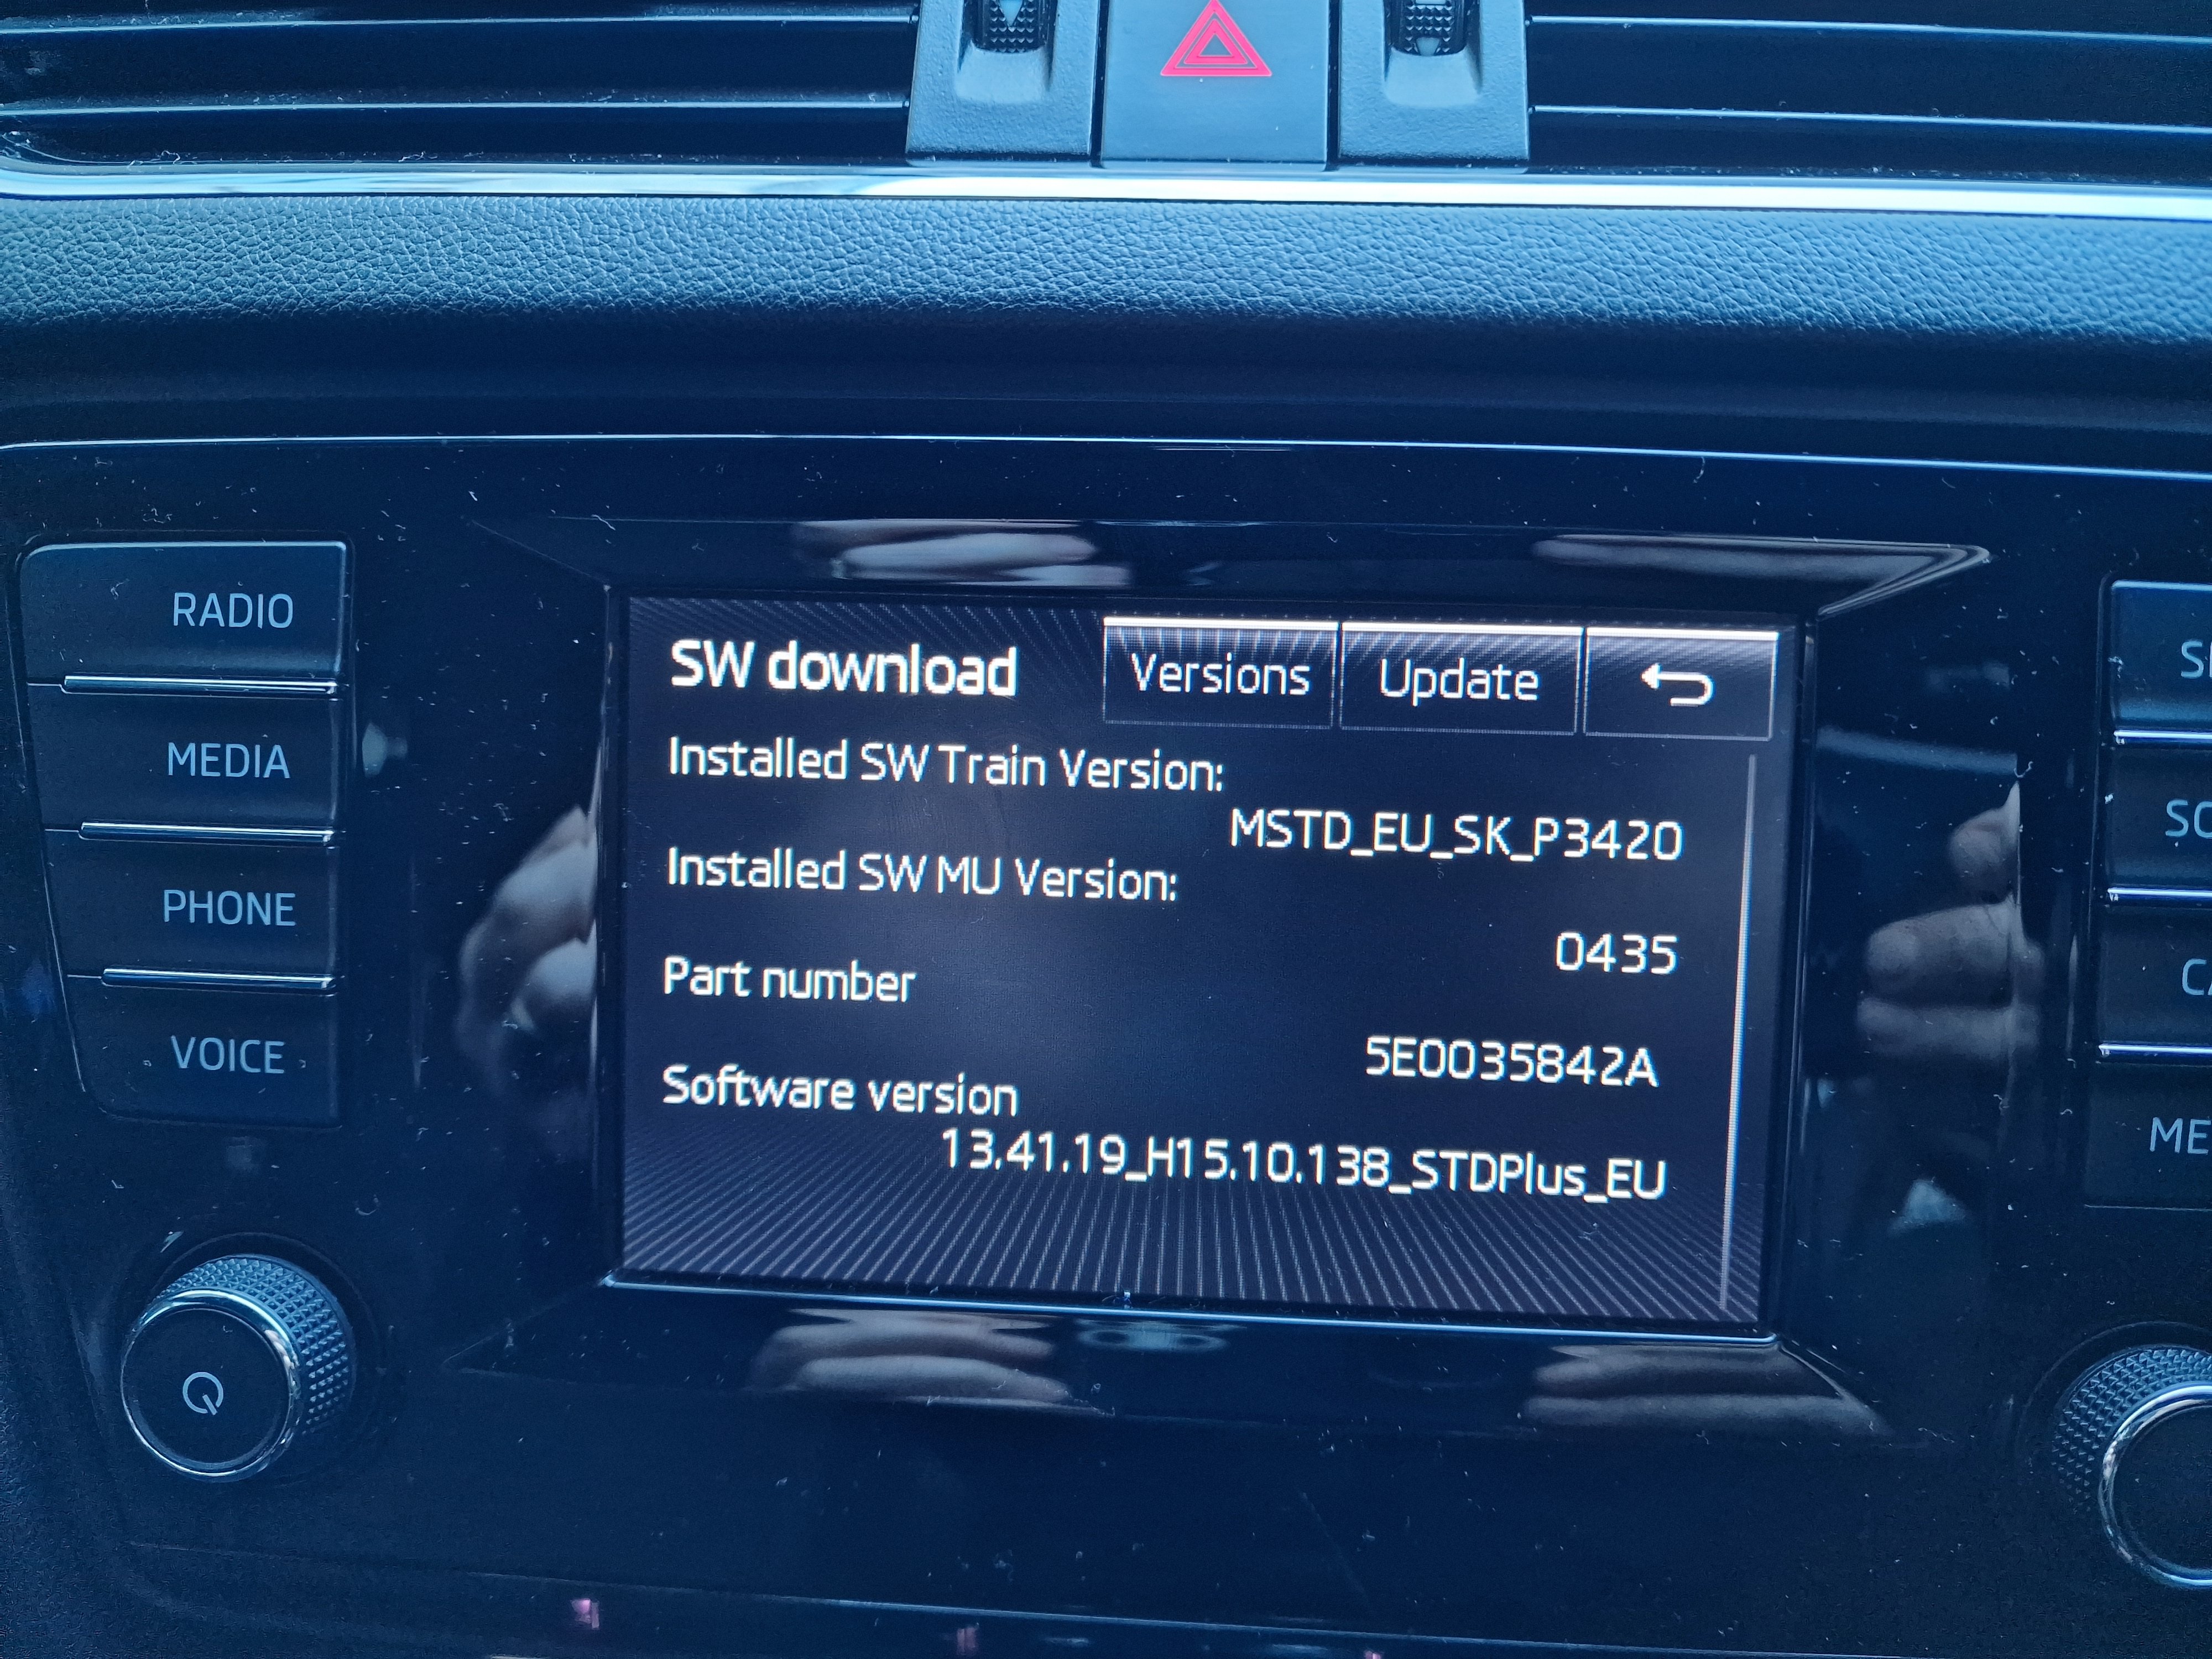 RADIO
MEDIA
PHONE
VOICE
SW download
Versions
Update
Installed SW Train Version:
MSTD_EU_SK_P3420
Installed SW MU Version:
0435
Part number
5E0035842A
Software version
13.41.19_H15.10.138_STDPlus_EU